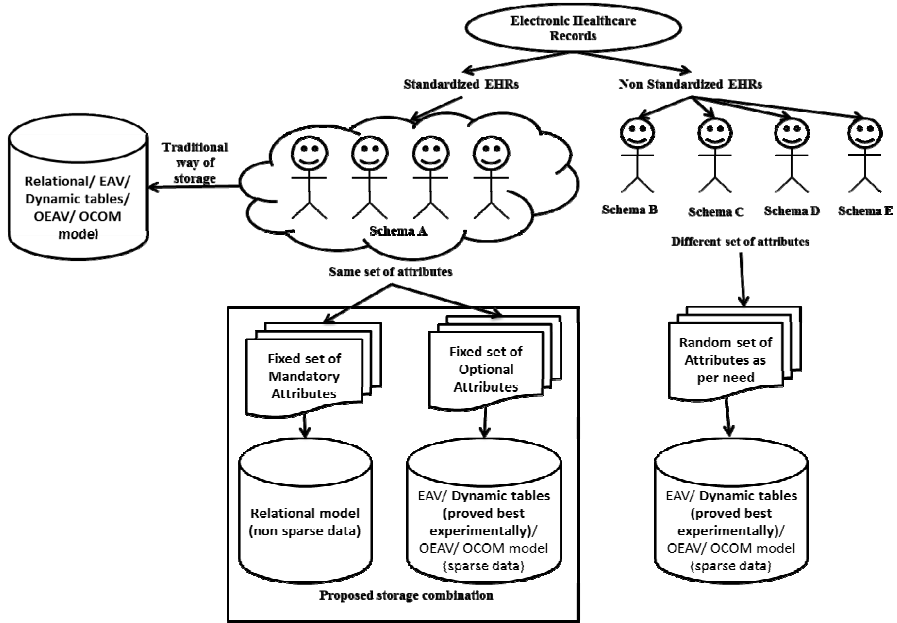 Electronic Healthcare
Records
Standardized EHRs
Non Standardized EHRs
Traditional
way of
storage
Relational/ EAV/
Dynamic tables/
OEAV/ OCOM
model
Schema A
Schema B
Schema C
Schema D
Schema E
Same set of attributes
Different set of attributes
Fixed set of
Mandatory
Attributes
Fixed set of
Optional
Attributes
Random set of
Attributes as
per need
Relational model
(non sparse data)
EAV/ Dynamic tables
(proved best
experimentally)/
OEAV/ OCOM model
(sparse data)
EAV/ Dynamic tables
(proved best
experimentally)/
OEAV/ OCOM model
(sparse data)
Proposed storage combination